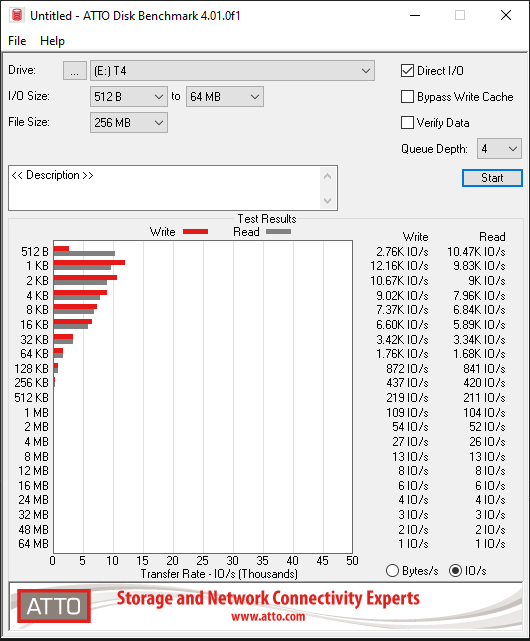 Untitled - ATTO Disk Benchmark 4.01.0f1
File Help
Drive: ... (E:) T4
Direct I/O
I/O Size: 512 B to 64 MB
Bypass Write Cache
File Size: 256 MB
Verify Data
Queue Depth: 4
<< Description >>
Start
Test Results
Write Read
Write Read
512 B 2.76K IO/s 10.47K IO/s
1 KB 12.16K IO/s 9.83K IO/s
2 KB 10.67K IO/s 9K IO/s
4 KB 9.02K IO/s 7.96K IO/s
8 KB 7.37K IO/s 6.84K IO/s
16 KB 6.60K IO/s 5.89K IO/s
32 KB 3.42K IO/s 3.34K IO/s
64 KB 1.76K IO/s 1.68K IO/s
128 KB 872 IO/s 841 IO/s
256 KB 437 IO/s 420 IO/s
512 KB 219 IO/s 211 IO/s
1 MB 109 IO/s 104 IO/s
2 MB 54 IO/s 52 IO/s
4 MB 27 IO/s 26 IO/s
8 MB 13 IO/s 13 IO/s
12 MB 8 IO/s 8 IO/s
16 MB 6 IO/s 6 IO/s
24 MB 4 IO/s 4 IO/s
32 MB 3 IO/s 3 IO/s
48 MB 2 IO/s 2 IO/s
64 MB 1 IO/s 1 IO/s
0 5 10 15 20 25 30 35 40 45 50
Transfer Rate - IO/s (Thousands)
Bytes/s IO/s
ATTO
Storage and Network Connectivity Experts
www.atto.com